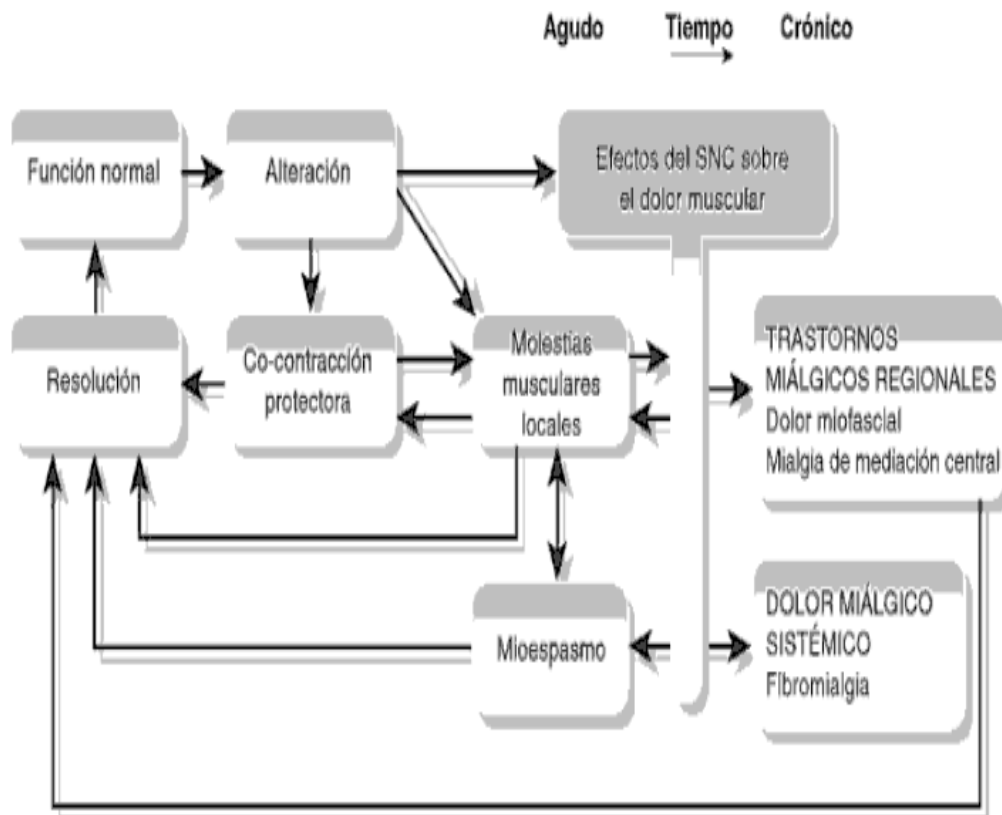 Agudo Tiempo Crónico
Función normal
Alteración
Efectos del SNC sobre
el dolor muscular
Resolución
Co-contracción
protectora
Molestias
musculares
locales
TRASTORNOS
MIÁLGICOS REGIONALES
Dolor miofascial
Mialgia de mediación central
Mioespasmo
DOLOR MIÁLGICO
SISTÉMICO
Fibromialgia